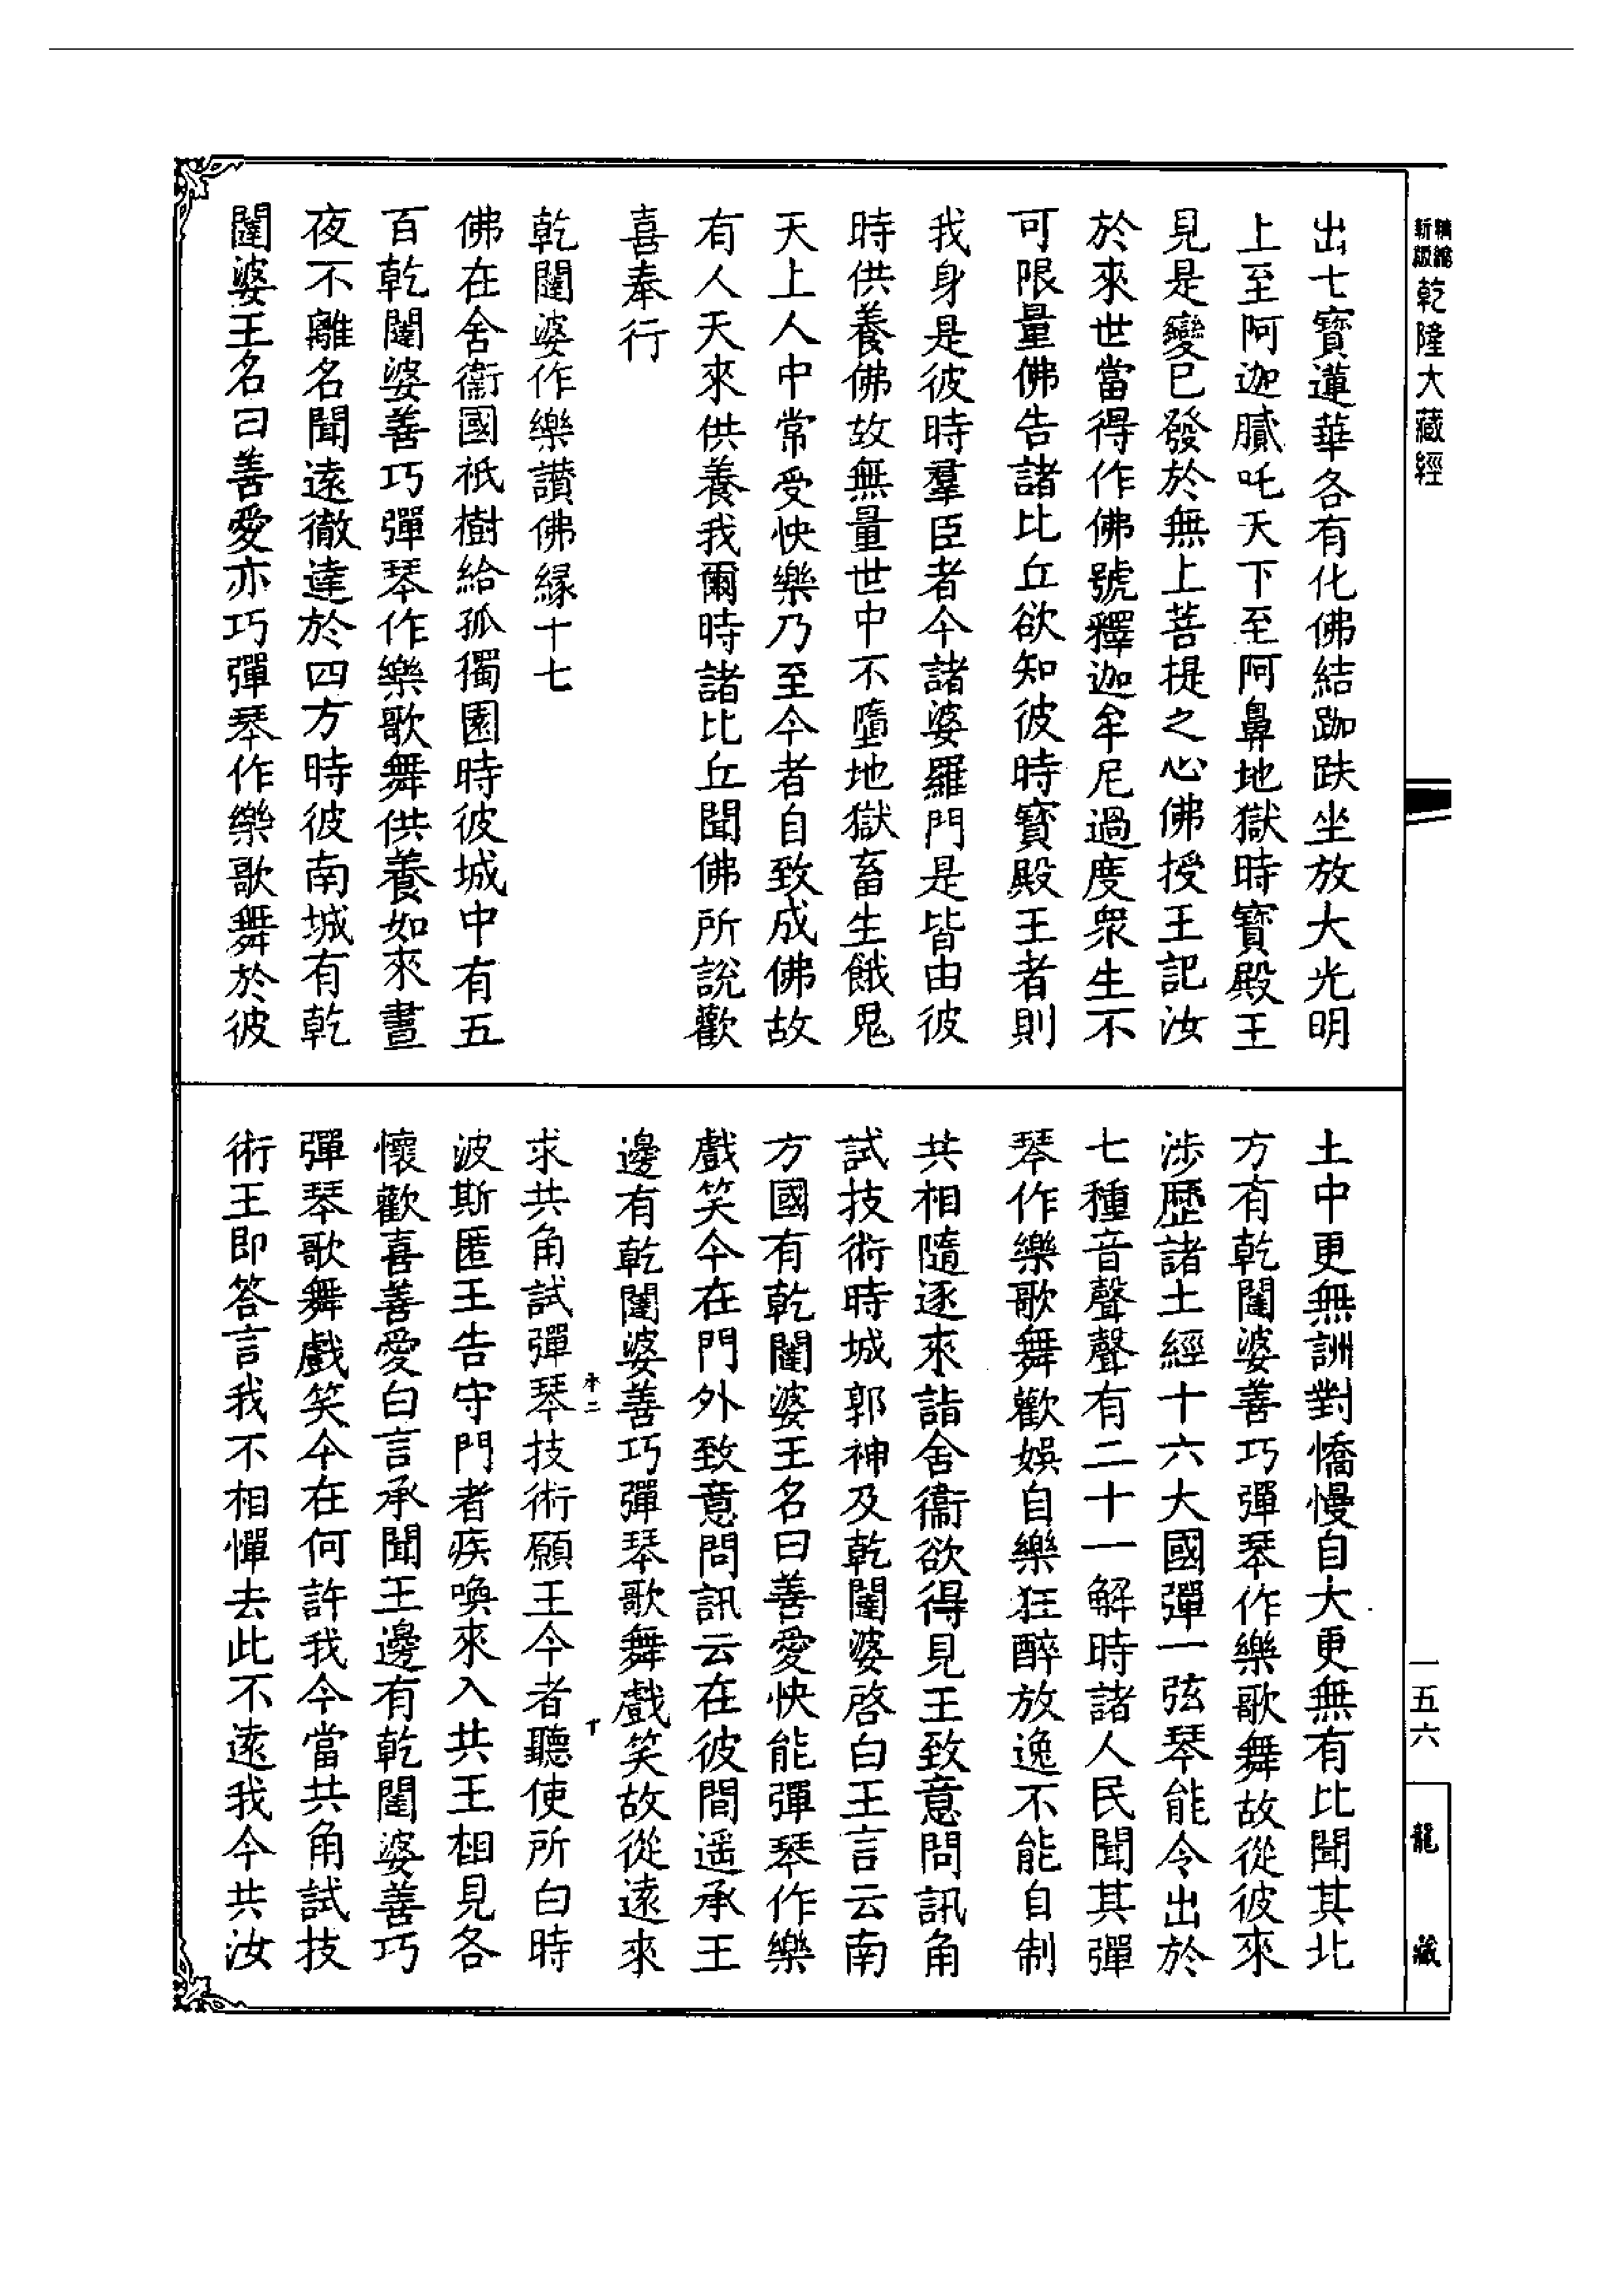 新版
精縮
乾隆大藏經
出七寶蓮華各有化佛結跏趺坐放大光明
上至阿迦膩吒天下至阿鼻地獄時寶殿王
見是變已發於無上菩提之心佛授王記汝
於來世當得作佛號釋迦牟尼過度眾生不
可限量佛告諸比丘欲知彼時寶殿王者則
我身是彼時羣臣者今諸婆羅門是皆由彼
時供養佛故無量世中不墮地獄畜生餓鬼
天上人中常受快樂乃至今者自致成佛故
有人天來供養我爾時諸比丘聞佛所說歡
喜奉行
乾闥婆作樂讚佛緣十七
佛在舍衞國祇樹給孤獨園時彼城中有五
百乾闥婆善巧彈琴作樂歌舞供養如來晝
夜不離名聞遠徹達於四方時彼南城有乾
闥婆王名曰善愛亦巧彈琴作樂歌舞於彼
土中更無詶對憍慢自大更無有比聞其北
方有乾闥婆善巧彈琴作樂歌舞故從彼來
涉歷諸土經十六大國彈一弦琴能令出於
七種音聲聲有二十一解時諸人民聞其彈
琴作樂歌舞歡娛自樂狂醉放逸不能自制
共相隨逐來詣舍衞欲得見王致意問訊角
試技術時城郭神及乾闥婆啓白王言云南
方國有乾闥婆王名曰善愛快能彈琴作樂
戲笑今在門外致意問訊云在彼間遥承王
邊有乾闥婆善巧彈琴歌舞戲笑故從遠來
求共角試彈琴技術願王今者聽使所白時
波斯匿王告守門者疾喚來入共王相見各
懷歡喜善愛白言承聞王邊有乾闥婆善巧
彈琴歌舞戲笑今在何許我今當共角試技
術王即答言我不相憚去此不遠我今共汝
一五六
龍藏